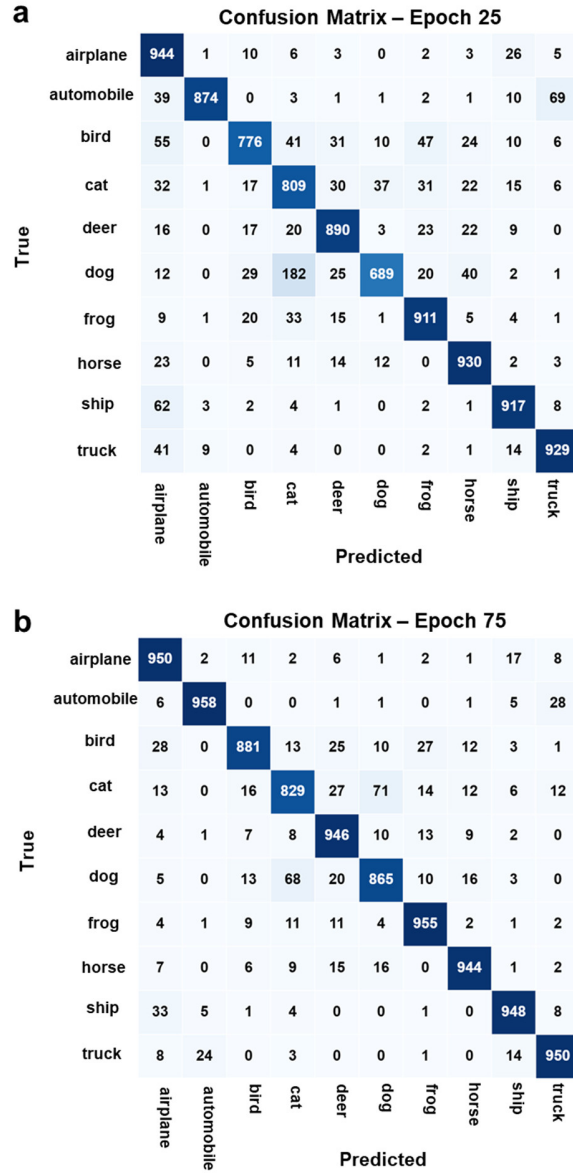 a
Confusion Matrix – Epoch 25
airplane 944 1 10 6 3 0 2 3 26 5
automobile 39 874 0 3 1 1 2 1 10 69
bird 55 0 776 41 31 10 47 24 10 6
cat 32 1 17 809 30 37 31 22 15 6
deer 16 0 17 20 890 3 23 22 9 0
dog 12 0 29 182 25 689 20 40 2 1
frog 9 1 20 33 15 1 911 5 4 1
horse 23 0 5 11 14 12 0 930 2 3
ship 62 3 2 4 1 0 2 1 917 8
truck 41 9 0 4 0 0 2 1 14 929
True
airplane automobile bird cat deer dog frog horse ship truck
Predicted
b
Confusion Matrix – Epoch 75
airplane 950 2 11 2 6 1 2 1 17 8
automobile 6 958 0 0 1 1 0 1 5 28
bird 28 0 881 13 25 10 27 12 3 1
cat 13 0 16 829 27 71 14 12 6 12
deer 4 1 7 8 946 10 13 9 2 0
dog 5 0 13 68 20 865 10 16 3 0
frog 4 1 9 11 11 4 955 2 1 2
horse 7 0 6 9 15 16 0 944 1 2
ship 33 5 1 4 0 0 1 0 948 8
truck 8 24 0 3 0 0 1 0 14 950
True
airplane automobile bird cat deer dog frog horse ship truck
Predicted